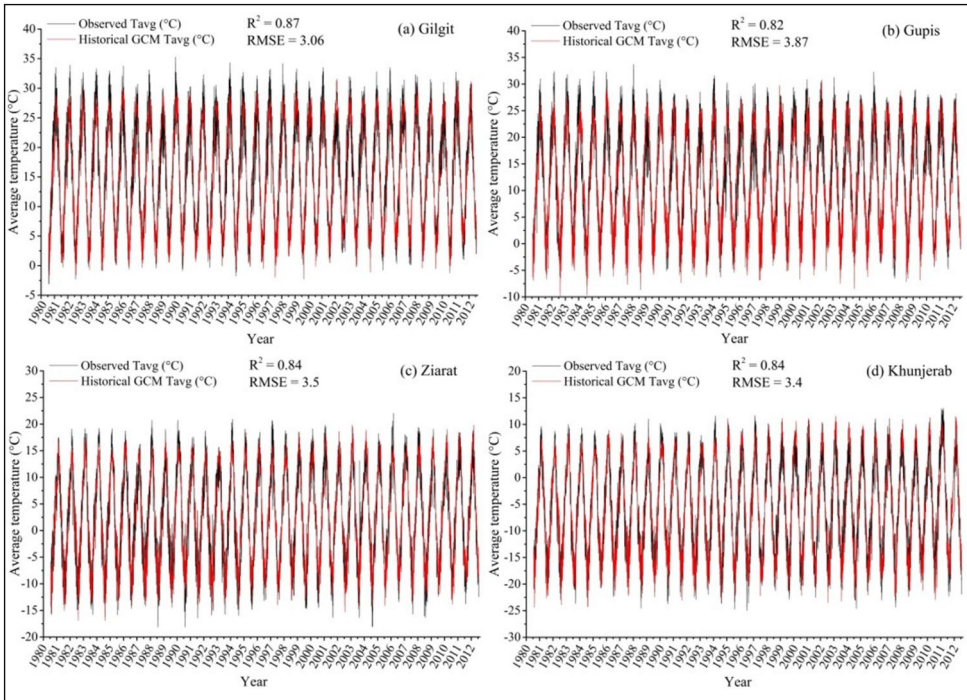 Observed Tavg (°C)
Historical GCM Tavg (°C)
R² = 0.87
RMSE = 3.06
(a) Gilgit
Average temperature (°C)
40
35
30
25
20
15
10
5
0
-5
1980 1981 1982 1983 1984 1985 1986 1987 1988 1989 1990 1991 1992 1993 1994 1995 1996 1997 1998 1999 2000 2001 2002 2003 2004 2005 2006 2007 2008 2009 2010 2011 2012
Year
Observed Tavg (°C)
Historical GCM Tavg (°C)
R² = 0.82
RMSE = 3.87
(b) Gupis
Average temperature (°C)
40
35
30
25
20
15
10
5
0
-5
-10
1980 1981 1982 1983 1984 1985 1986 1987 1988 1989 1990 1991 1992 1993 1994 1995 1996 1997 1998 1999 2000 2001 2002 2003 2004 2005 2006 2007 2008 2009 2010 2011 2012
Year
Observed Tavg (°C)
Historical GCM Tavg (°C)
R² = 0.84
RMSE = 3.5
(c) Ziarat
Average temperature (°C)
30
25
20
15
10
5
0
-5
-10
-15
-20
1980 1981 1982 1983 1984 1985 1986 1987 1988 1989 1990 1991 1992 1993 1994 1995 1996 1997 1998 1999 2000 2001 2002 2003 2004 2005 2006 2007 2008 2009 2010 2011 2012
Year
Observed Tavg (°C)
Historical GCM Tavg (°C)
R² = 0.84
RMSE = 3.4
(d) Khunjerab
Average temperature (°C)
25
20
15
10
5
0
-5
-10
-15
-20
-25
-30
1980 1981 1982 1983 1984 1985 1986 1987 1988 1989 1990 1991 1992 1993 1994 1995 1996 1997 1998 1999 2000 2001 2002 2003 2004 2005 2006 2007 2008 2009 2010 2011 2012
Year